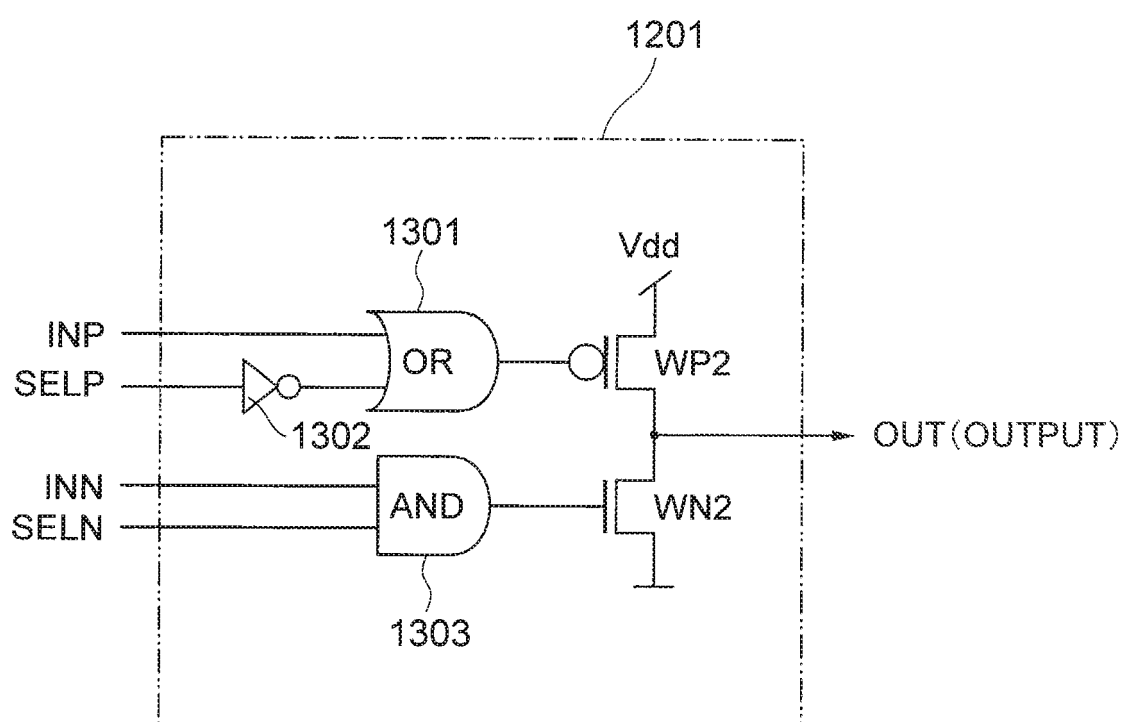 1201
1301
Vdd
INP
OR
WP2
SELP
1302
OUT(OUTPUT)
INN
AND
WN2
SELN
1303